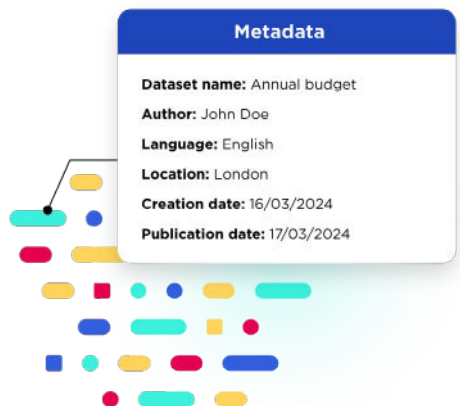 Metadata
Dataset name: Annual budget
Author: John Doe
Language: English
Location: London
Creation date: 16/03/2024
Publication date: 17/03/2024